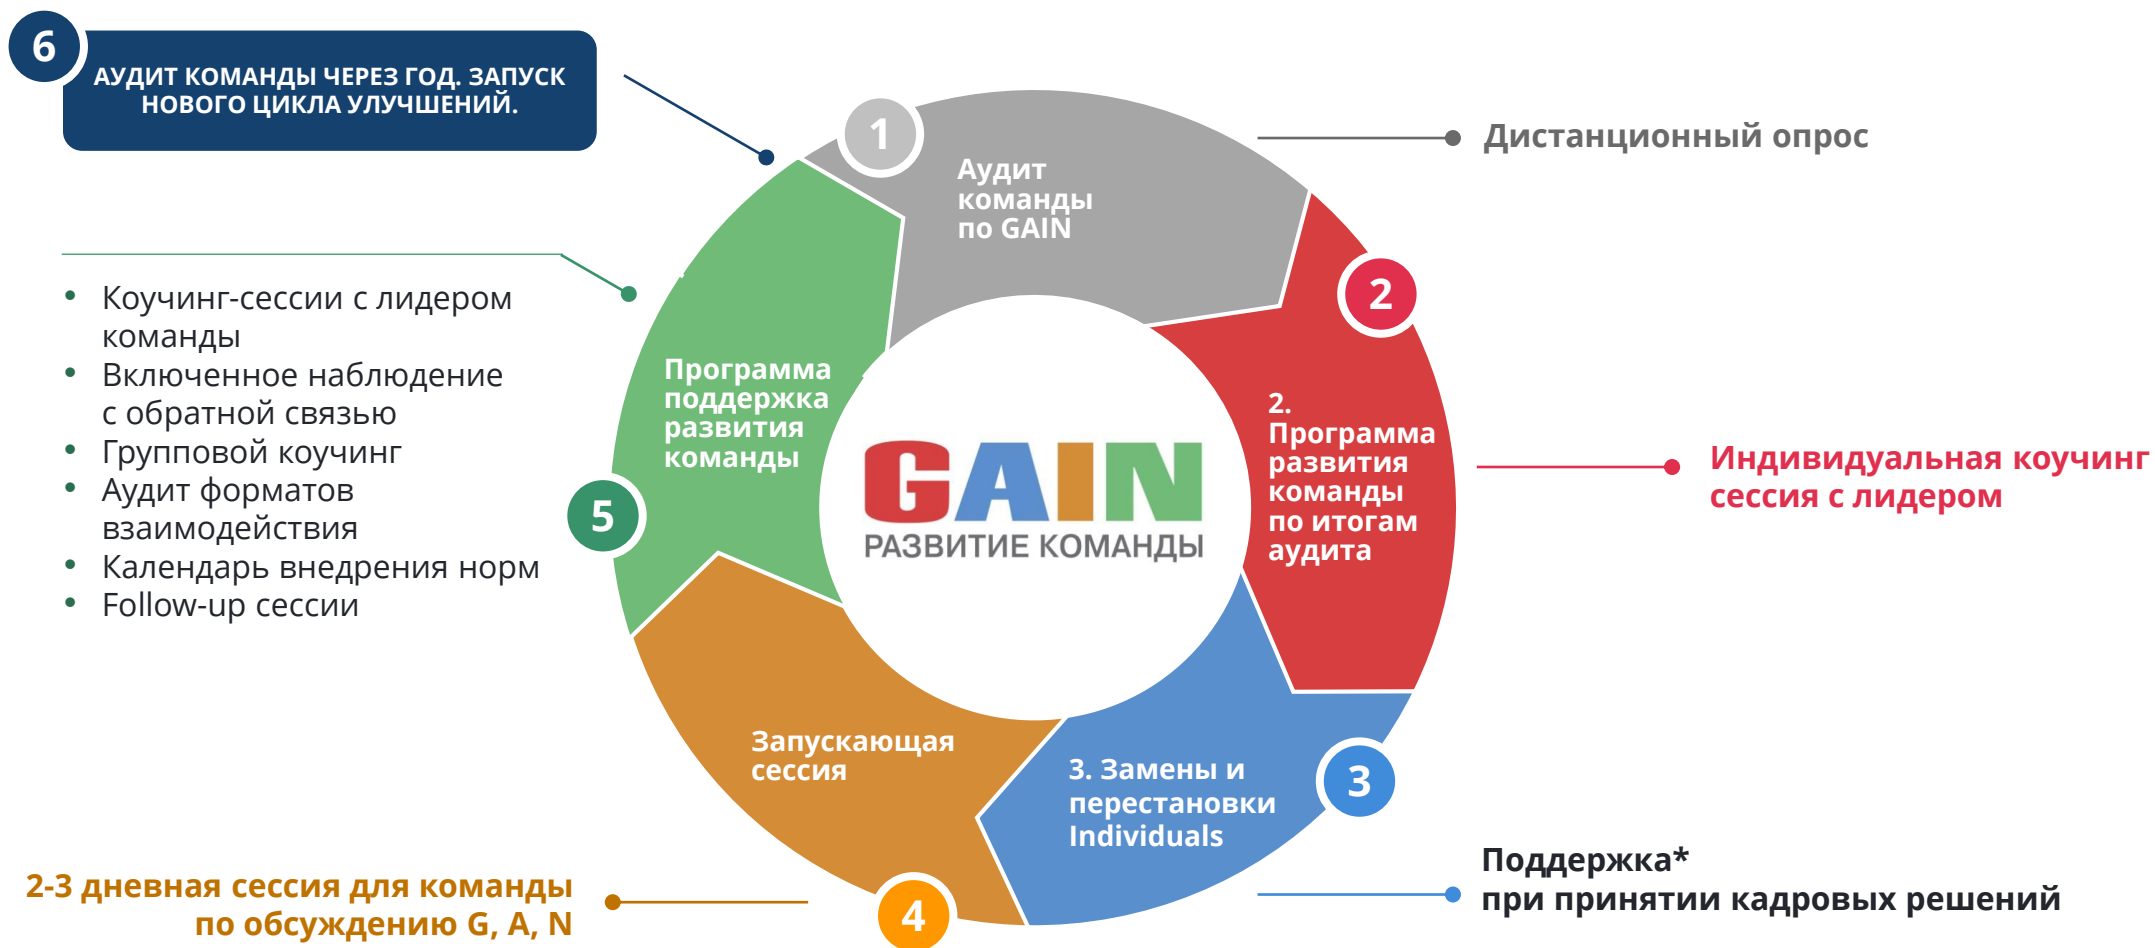 6
АУДИТ КОМАНДЫ ЧЕРЕЗ ГОД. ЗАПУСК
НОВОГО ЦИКЛА УЛУЧШЕНИЙ.
1
Аудит
команды
по GAIN
Дистанционный опрос
2
2.
Программа
развития
команды
по итогам
аудита
Индивидуальная коучинг
сессия с лидером
3
3. Замены и
перестановки
Individuals
Поддержка*
при принятии кадровых решений
4
Запускающая
сессия
2-3 дневная сессия для команды
по обсуждению G, A, N
5
Программа
поддержка
развития
команды
• Коучинг-сессии с лидером
команды
• Включенное наблюдение
с обратной связью
• Групповой коучинг
• Аудит форматов
взаимодействия
• Календарь внедрения норм
• Follow-up сессии
GAIN
РАЗВИТИЕ КОМАНДЫ